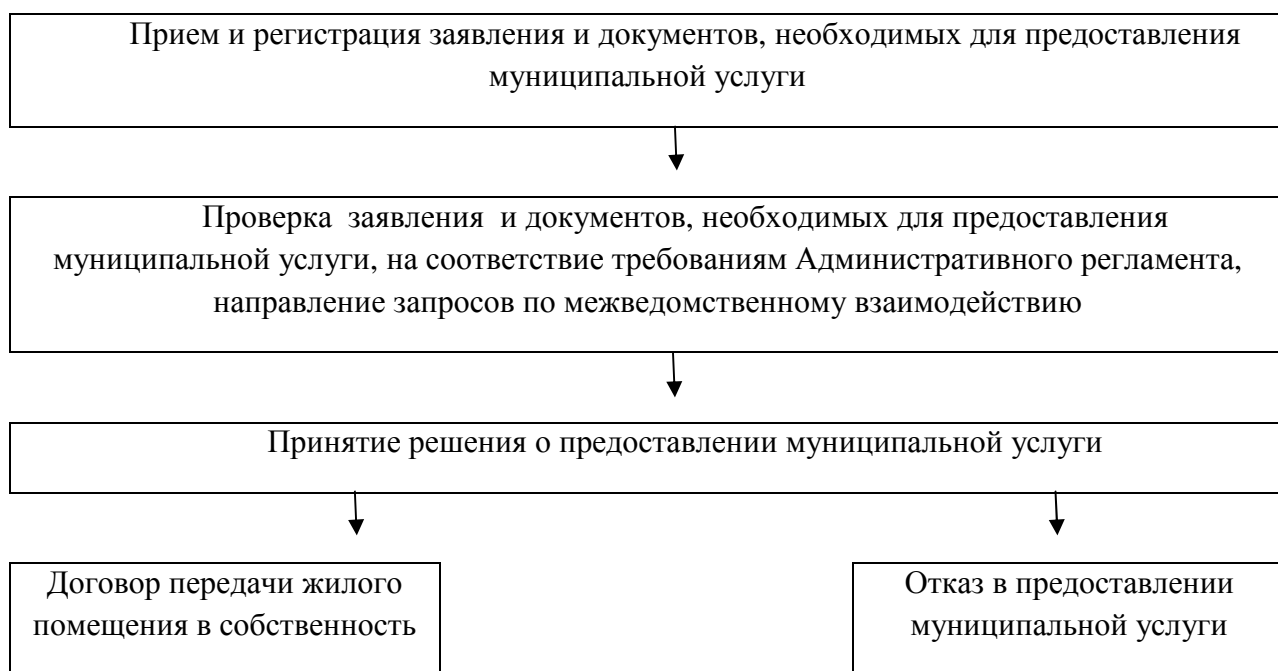 Прием и регистрация заявления и документов, необходимых для предоставления
муниципальной услуги
Проверка заявления и документов, необходимых для предоставления
муниципальной услуги, на соответствие требованиям Административного регламента,
направление запросов по межведомственному взаимодействию
Принятие решения о предоставлении муниципальной услуги
Договор передачи жилого
помещения в собственность
Отказ в предоставлении
муниципальной услуги